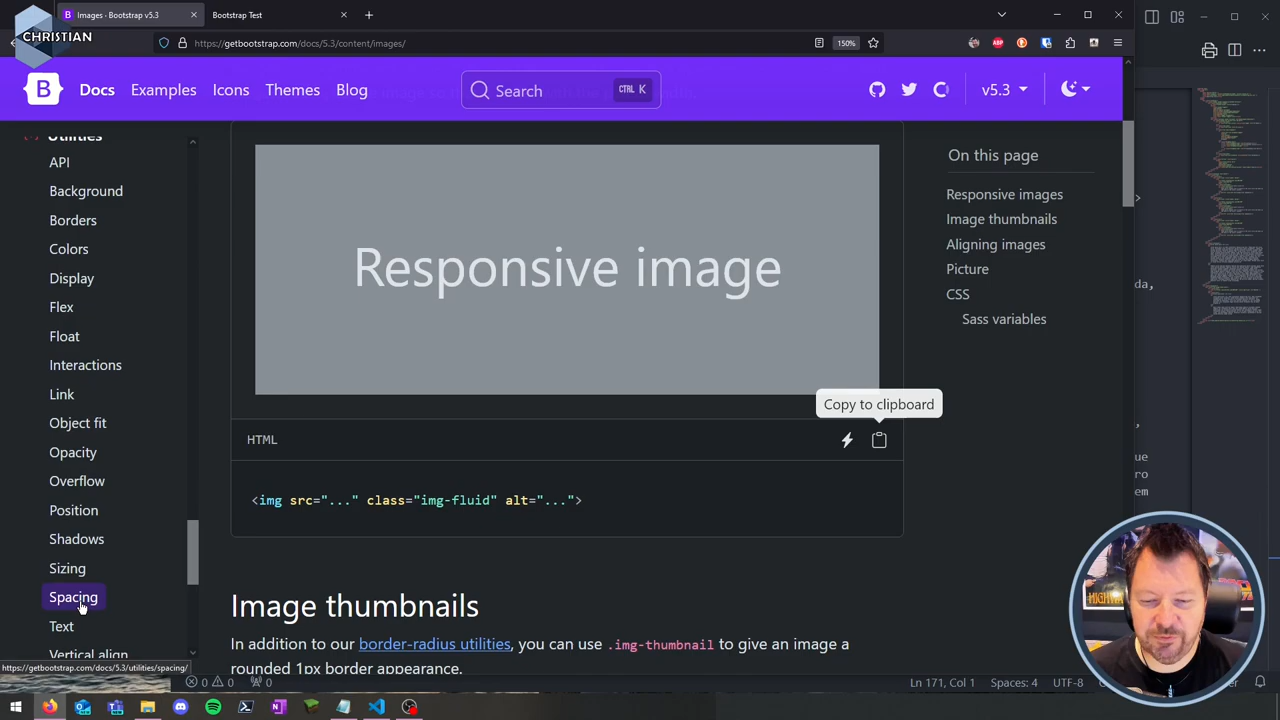 CHRISTIAN
Images · Bootstrap v5.3
Bootstrap Test
https://getbootstrap.com/docs/5.3/content/images/
150%
ABP
B
Docs
Examples
Icons
Themes
Blog
Search
CTRL K
v5.3
Utilities
API
Background
Borders
Colors
Display
Flex
Float
Interactions
Link
Object fit
Opacity
Overflow
Position
Shadows
Sizing
Spacing
Text
Vertical align
https://getbootstrap.com/docs/5.3/utilities/spacing/
Responsive image
Copy to clipboard
HTML
<img src="..." class="img-fluid" alt="...">
Image thumbnails
In addition to our border-radius utilities, you can use .img-thumbnail to give an image a
rounded 1px border appearance.
On this page
Responsive images
Image thumbnails
Aligning images
Picture
CSS
Sass variables
0 0 0
Ln 171, Col 1
Spaces: 4
UTF-8